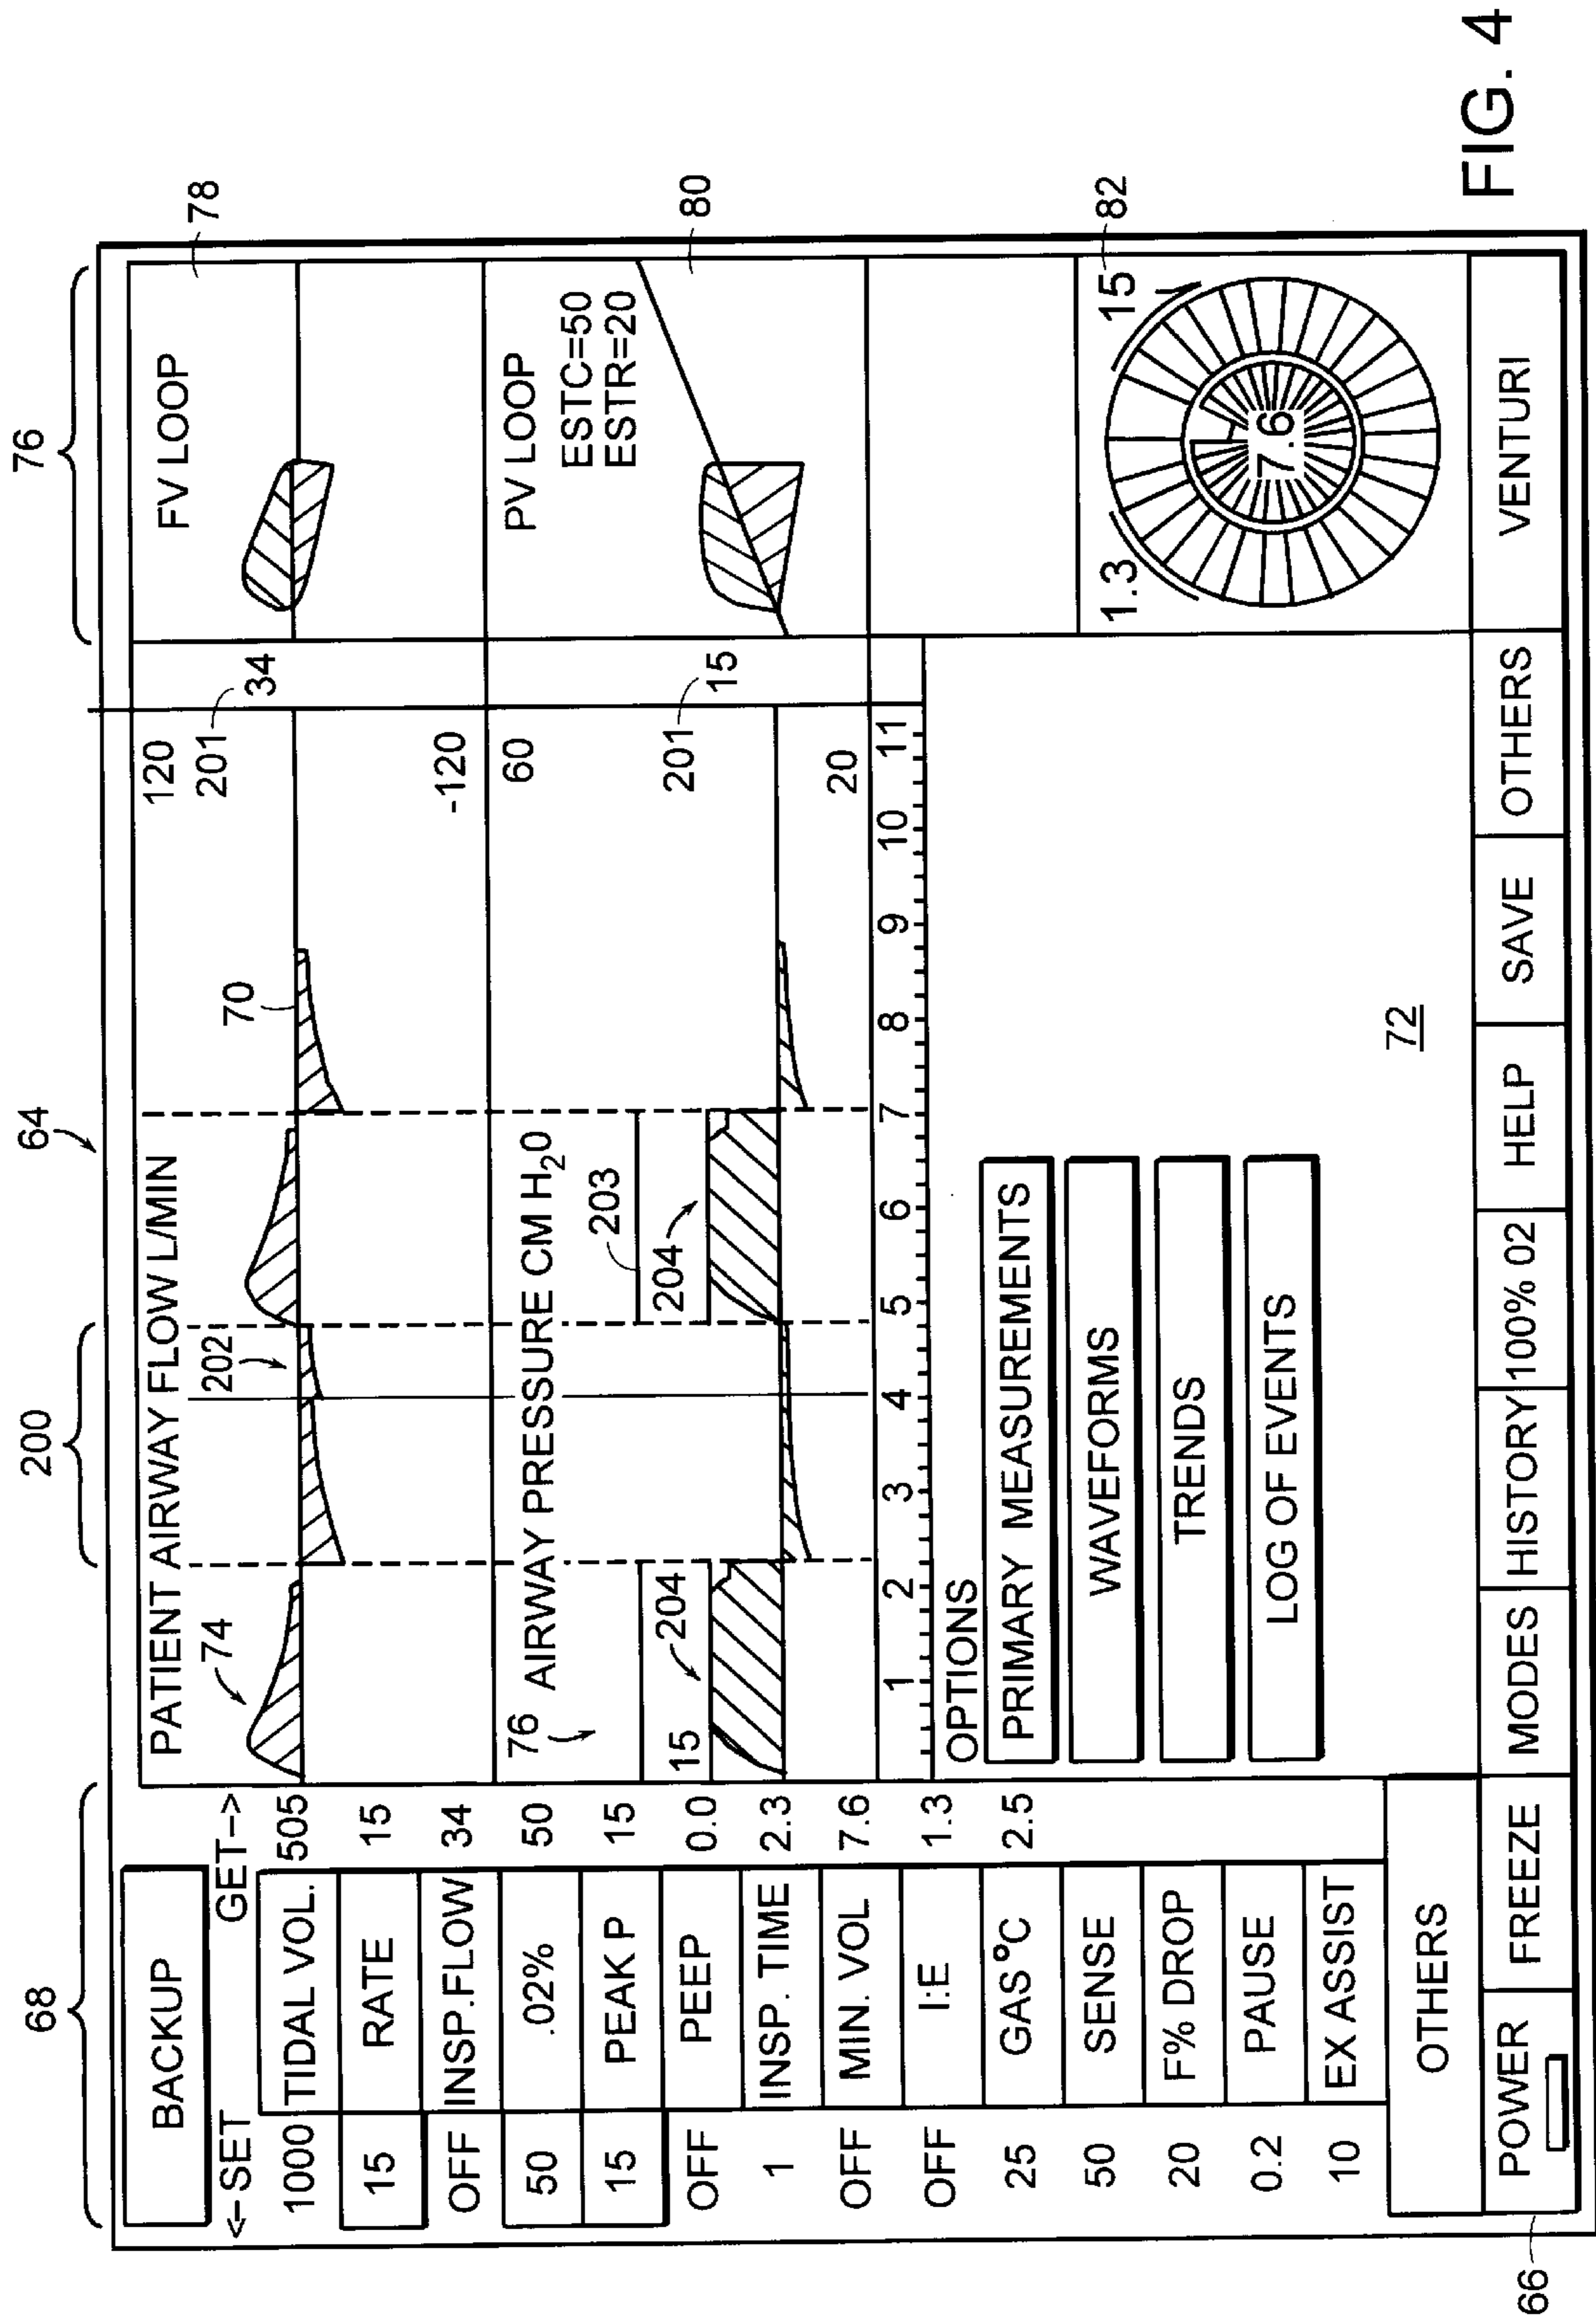 64
68
200
76
BACKUP
<--SET GET-->
1000 TIDAL VOL. 505
15 RATE 15
OFF INSP.FLOW 34
50 .02% 50
15 PEAK P 15
OFF PEEP 0.0
1 INSP. TIME 2.3
OFF MIN. VOL 7.6
OFF I:E 1.3
25 GAS°C 2.5
50 SENSE
20 F% DROP
0.2 PAUSE
10 EX ASSIST
OTHERS
PATIENT AIRWAY FLOW L/MIN
120
74
202
70
201
34
-120
76 AIRWAY PRESSURE CM H₂0
60
203
15
204
204
201
15
20
1 2 3 4 5 6 7 8 9 10 11
FV LOOP
78
PV LOOP
ESTC=50
ESTR=20
80
1.3
15
82
7.6
OPTIONS
PRIMARY MEASUREMENTS
WAVEFORMS
TRENDS
LOG OF EVENTS
72
POWER FREEZE MODES HISTORY 100% 02 HELP SAVE OTHERS VENTURI
66
FIG. 4